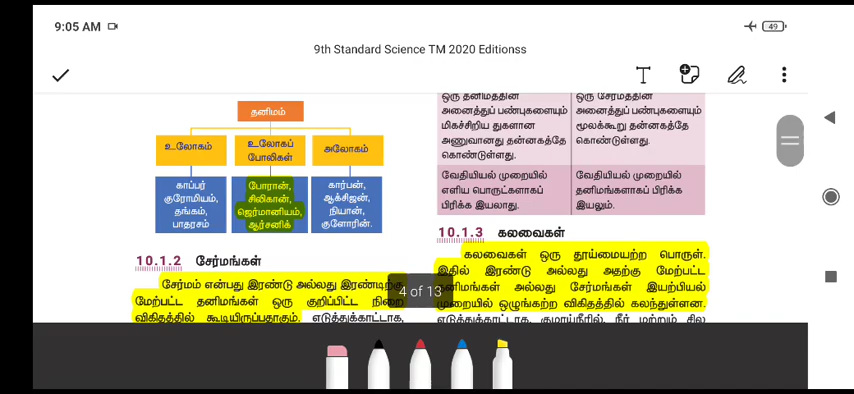 9:05 AM
49
9th Standard Science TM 2020 Editionss
T
தனிமம்
உலோகம்
உலோகப்
போலிகள்
அலோகம்
காப்பர்
குரோமியம்,
தங்கம்,
பாதரசம்
போரான்,
சிலிகான்,
ஜெர்மானியம்,
ஆர்சனிக்
கார்பன்,
ஆக்சிஜன்,
நியான்,
குளோரின்.
10.1.2 சேர்மங்கள்
சேர்மம் என்பது இரண்டு அல்லது இரண்டிற்கு
மேற்பட்ட தனிமங்கள் ஒரு குறிப்பிட்ட நிறை
விகிதத்தில் கூடியிருப்பதாகும். எடுத்துக்காட்டாக,
4 of 13
ஒரு தனிமத்தின்
அனைத்துப் பண்புகளையும்
மிகச்சிறிய துகளான
அணுவானது தன்னகத்தே
கொண்டுள்ளது.
ஒரு சேர்மத்தின்
அனைத்துப் பண்புகளையும்
மூலக்கூறு தன்னகத்தே
கொண்டுள்ளது.
வேதியியல் முறையில்
எளிய பொருட்களாகப்
பிரிக்க இயலாது.
வேதியியல் முறையில்
தனிமங்களாகப் பிரிக்க
இயலும்.
10.1.3 கலவைகள்
கலவைகள் ஒரு தூய்மையற்ற பொருள்.
இதில் இரண்டு அல்லது அதற்கு மேற்பட்ட
தனிமங்கள் அல்லது சேர்மங்கள் இயற்பியல்
முறையில் ஒழுங்கற்ற விகிதத்தில் கலந்துள்ளன.
எடுத்துக்காட்டாக, குழாய்நீரில், நீர் மற்றும் சில